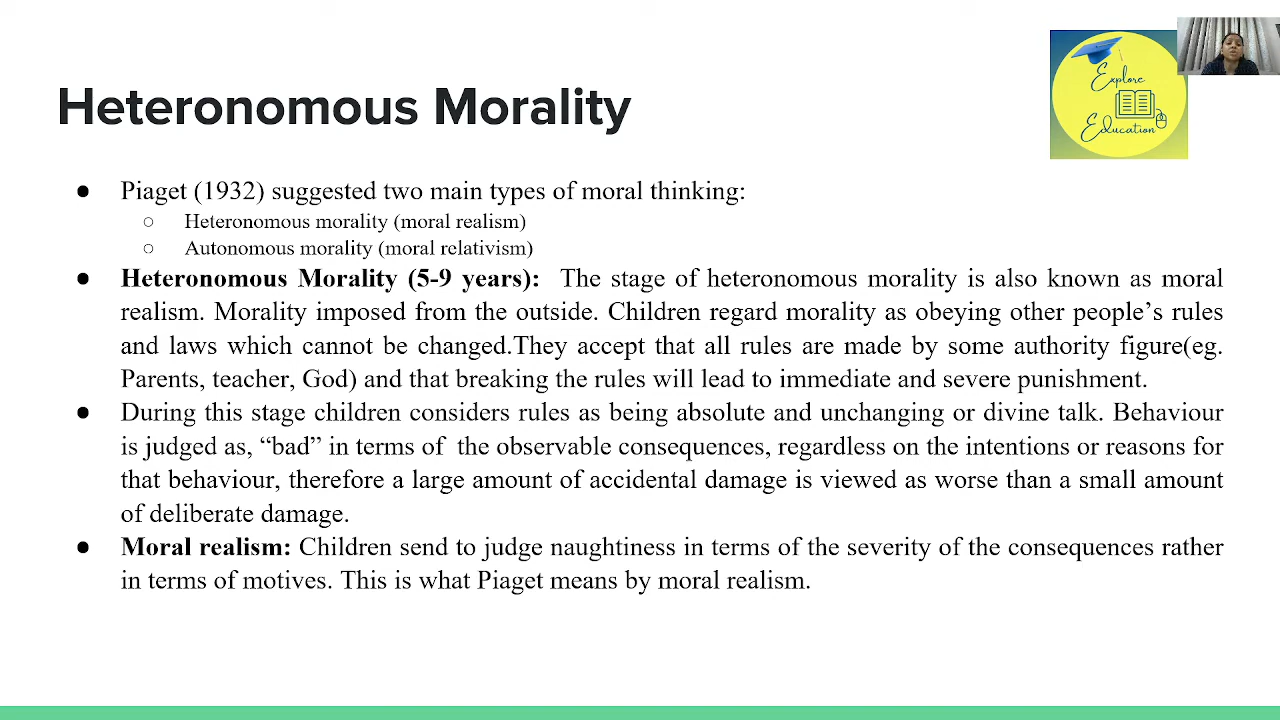 Explore
Education
Heteronomous Morality
● Piaget (1932) suggested two main types of moral thinking:
○ Heteronomous morality (moral realism)
○ Autonomous morality (moral relativism)
● Heteronomous Morality (5-9 years): The stage of heteronomous morality is also known as moral
realism. Morality imposed from the outside. Children regard morality as obeying other people’s rules
and laws which cannot be changed.They accept that all rules are made by some authority figure(eg.
Parents, teacher, God) and that breaking the rules will lead to immediate and severe punishment.
● During this stage children considers rules as being absolute and unchanging or divine talk. Behaviour
is judged as, “bad” in terms of the observable consequences, regardless on the intentions or reasons for
that behaviour, therefore a large amount of accidental damage is viewed as worse than a small amount
of deliberate damage.
● Moral realism: Children send to judge naughtiness in terms of the severity of the consequences rather
in terms of motives. This is what Piaget means by moral realism.